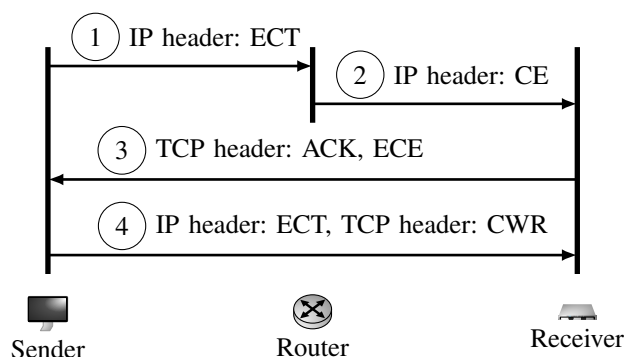 1 IP header: ECT
2 IP header: CE
3 TCP header: ACK, ECE
4 IP header: ECT, TCP header: CWR
Sender Router Receiver